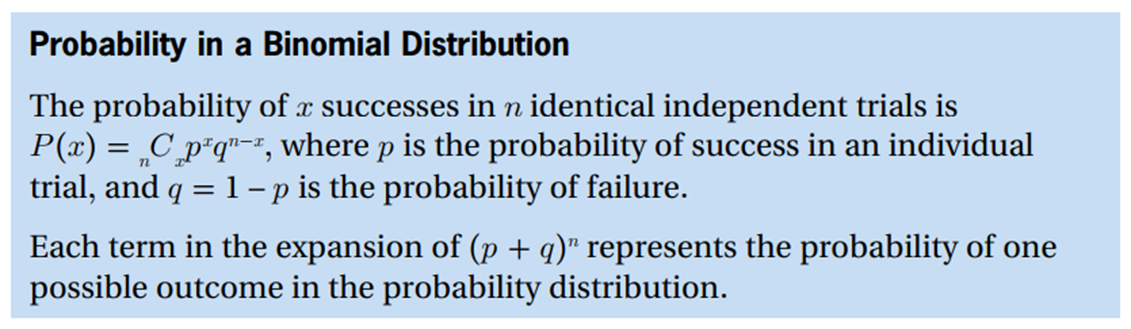 Probability in a Binomial Distribution
The probability of x successes in n identical independent trials is
P(x) = ₙCₓpˣqⁿ⁻ˣ, where p is the probability of success in an individual
trial, and q = 1 – p is the probability of failure.
Each term in the expansion of (p + q)ⁿ represents the probability of one
possible outcome in the probability distribution.